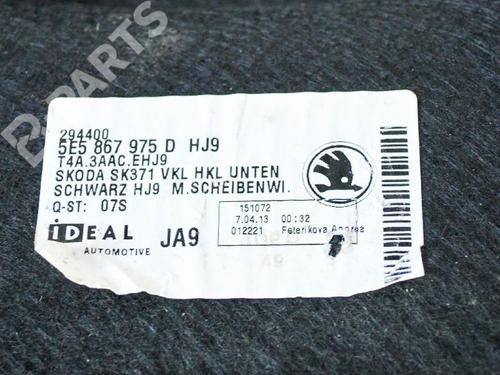 B-PARTS
294400
5E5 867 975 D HJ9
T4A.3AAC.EHJ9
SKODA SK371 VKL HKL UNTEN
SCHWARZ HJ9 M.SCHEIBENWI.
Q-ST: 07S
151072
7.04.13 00:32
012221 Feterikova Andrea
iDEAL
AUTOMOTIVE
JA9